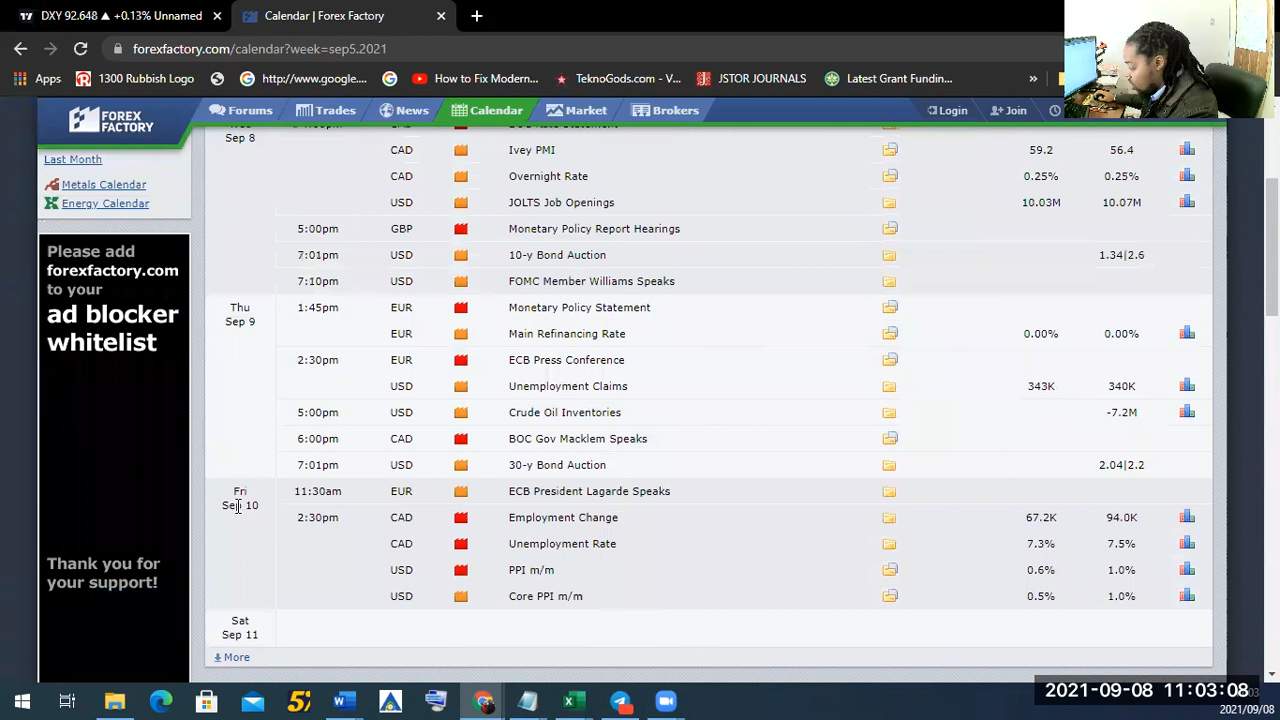 DXY 92.648 ▲ +0.13% Unnamed
Calendar | Forex Factory
forexfactory.com/calendar?week=sep5.2021
Apps
1300 Rubbish Logo
http://www.google....
How to Fix Modern...
TeknoGods.com - V...
JSTOR JOURNALS
Latest Grant Fundin...
»
FOREX FACTORY
Forums
Trades
News
Calendar
Market
Brokers
Login
Join
Last Month
Metals Calendar
Energy Calendar
Please add
forexfactory.com
to your
ad blocker
whitelist
Thank you for
your support!
Sep 8
CAD Ivey PMI 59.2 56.4
CAD Overnight Rate 0.25% 0.25%
USD JOLTS Job Openings 10.03M 10.07M
5:00pm GBP Monetary Policy Report Hearings
7:01pm USD 10-y Bond Auction 1.34|2.6
7:10pm USD FOMC Member Williams Speaks
Thu Sep 9 1:45pm EUR Monetary Policy Statement
EUR Main Refinancing Rate 0.00% 0.00%
2:30pm EUR ECB Press Conference
USD Unemployment Claims 343K 340K
5:00pm USD Crude Oil Inventories -7.2M
6:00pm CAD BOC Gov Macklem Speaks
7:01pm USD 30-y Bond Auction 2.04|2.2
Fri Sep 10 11:30am EUR ECB President Lagarde Speaks
2:30pm CAD Employment Change 67.2K 94.0K
CAD Unemployment Rate 7.3% 7.5%
USD PPI m/m 0.6% 1.0%
USD Core PPI m/m 0.5% 1.0%
Sat
Sep 11
More
2021-09-08 11:03:08
2021/09/08